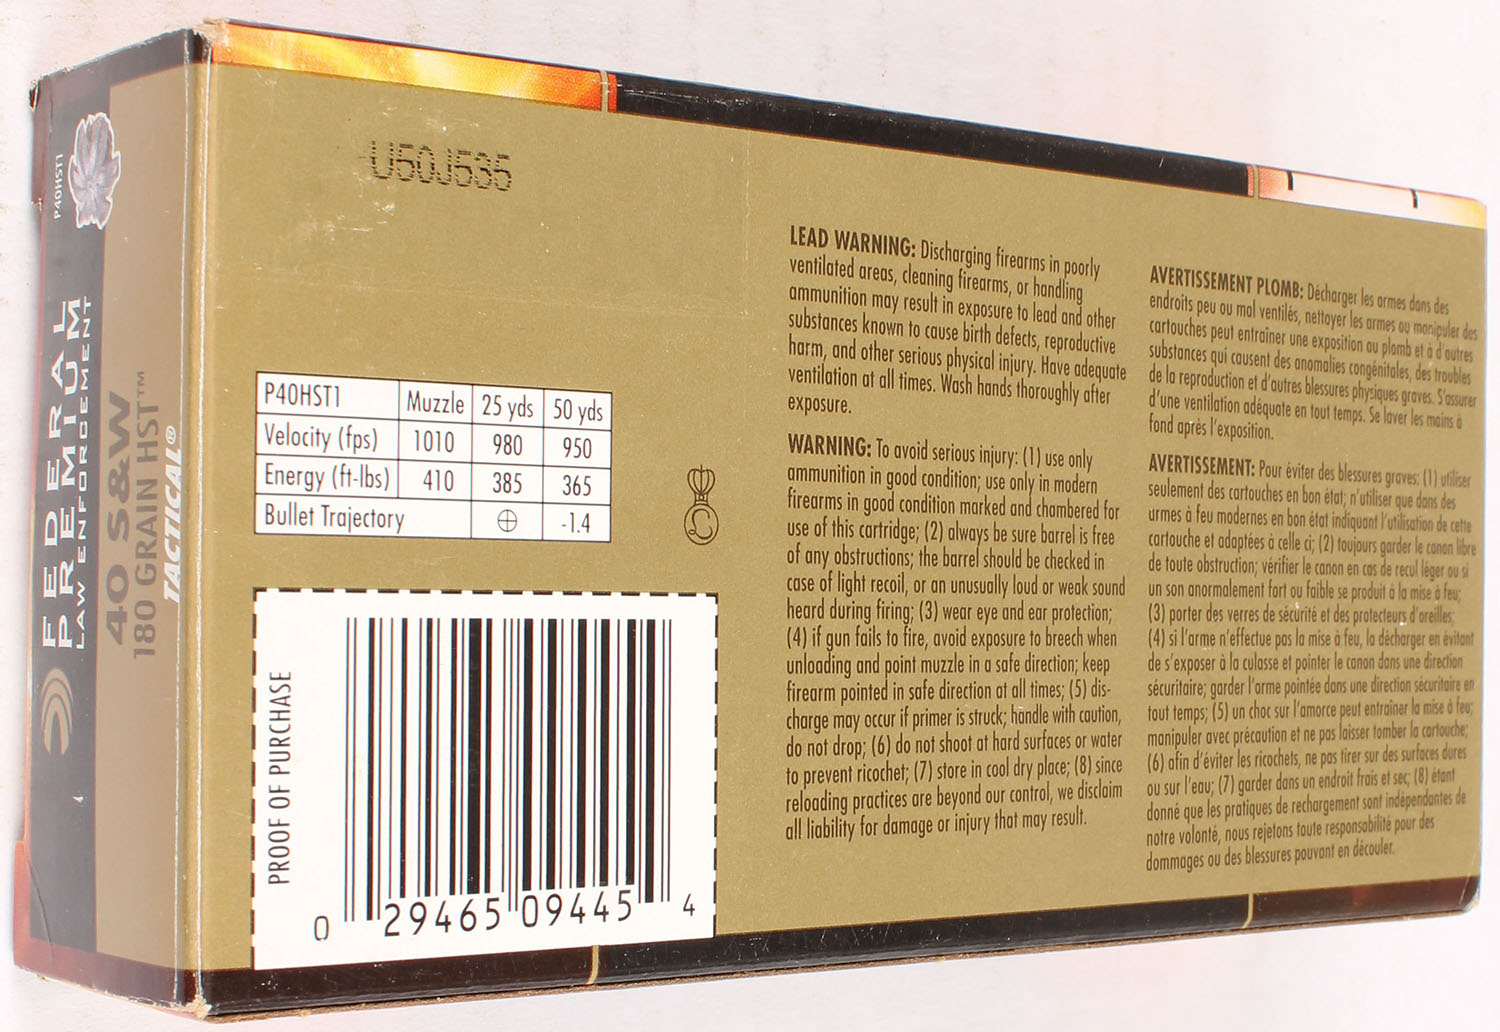 P40HST1
FEDERAL
PREMIUM
LAW ENFORCEMENT
40 S&W
180 GRAIN HST™
TACTICAL®
4
U50J535
P40HST1 Muzzle 25 yds 50 yds
Velocity (fps) 1010 980 950
Energy (ft-lbs) 410 385 365
Bullet Trajectory ⊕ -1.4
PROOF OF PURCHASE
0 29465 09445 4
LEAD WARNING: Discharging firearms in poorly
ventilated areas, cleaning firearms, or handling
ammunition may result in exposure to lead and other
substances known to cause birth defects, reproductive
harm, and other serious physical injury. Have adequate
ventilation at all times. Wash hands thoroughly after
exposure.
WARNING: To avoid serious injury: (1) use only
ammunition in good condition; use only in modern
firearms in good condition marked and chambered for
use of this cartridge; (2) always be sure barrel is free
of any obstructions; the barrel should be checked in
case of light recoil, or an unusually loud or weak sound
heard during firing; (3) wear eye and ear protection;
(4) if gun fails to fire, avoid exposure to breech when
unloading and point muzzle in a safe direction; keep
firearm pointed in safe direction at all times; (5) dis-
charge may occur if primer is struck; handle with caution,
do not drop; (6) do not shoot at hard surfaces or water
to prevent ricochet; (7) store in cool dry place; (8) since
reloading practices are beyond our control, we disclaim
all liability for damage or injury that may result.
AVERTISSEMENT PLOMB: Décharger les armes dans des
endroits peu ou mal ventilés, nettoyer les armes ou manipuler des
cartouches peut entraîner une exposition au plomb et à d'autres
substances qui causent des anomalies congénitales, des troubles
de la reproduction et d'autres blessures physiques graves. S'assurer
d'une ventilation adéquate en tout temps. Se laver les mains à
fond après l'exposition.
AVERTISSEMENT: Pour éviter des blessures graves: (1) utiliser
seulement des cartouches en bon état; n'utiliser que dans des
urmes à feu modernes en bon état indiquant l'utilisation de cette
cartouche et adaptées à celle ci; (2) toujours garder le canon libre
de toute obstruction; vérifier le canon en cas de recul léger ou si
un son anormalement fort ou faible se produit à la mise à feu;
(3) porter des verres de sécurité et des protecteurs d'oreilles;
(4) si l'arme n'effectue pas la mise à feu, la décharger en évitant
de s'exposer à la culasse et pointer le canon dans une direction
sécuritaire; garder l'arme pointée dans une direction sécuritaire en
tout temps; (5) un choc sur l'amorce peut entraîner la mise à feu;
manipuler avec précaution et ne pas laisser tomber la cartouche;
(6) afin d'éviter les ricochets, ne pas tirer sur des surfaces dures
ou sur l'eau; (7) garder dans un endroit frais et sec; (8) étant
donné que les pratiques de rechargement sont indépendantes de
notre volonté, nous rejetons toute responsabilité pour des
dommages ou des blessures pouvant en découler.